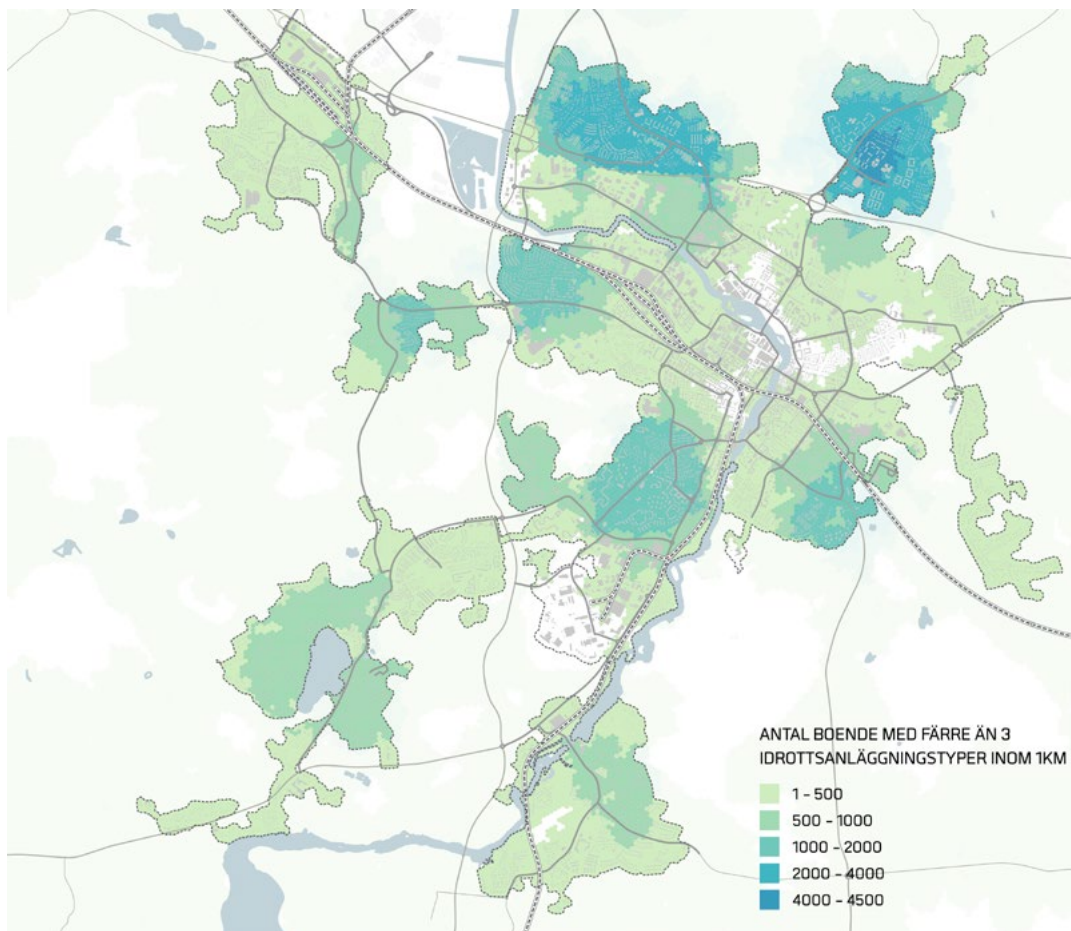 ANTAL BOENDE MED FÄRRE ÄN 3
IDROTTSANLÄGGNINGSTYPER INOM 1KM
1 - 500
500 - 1000
1000 - 2000
2000 - 4000
4000 - 4500